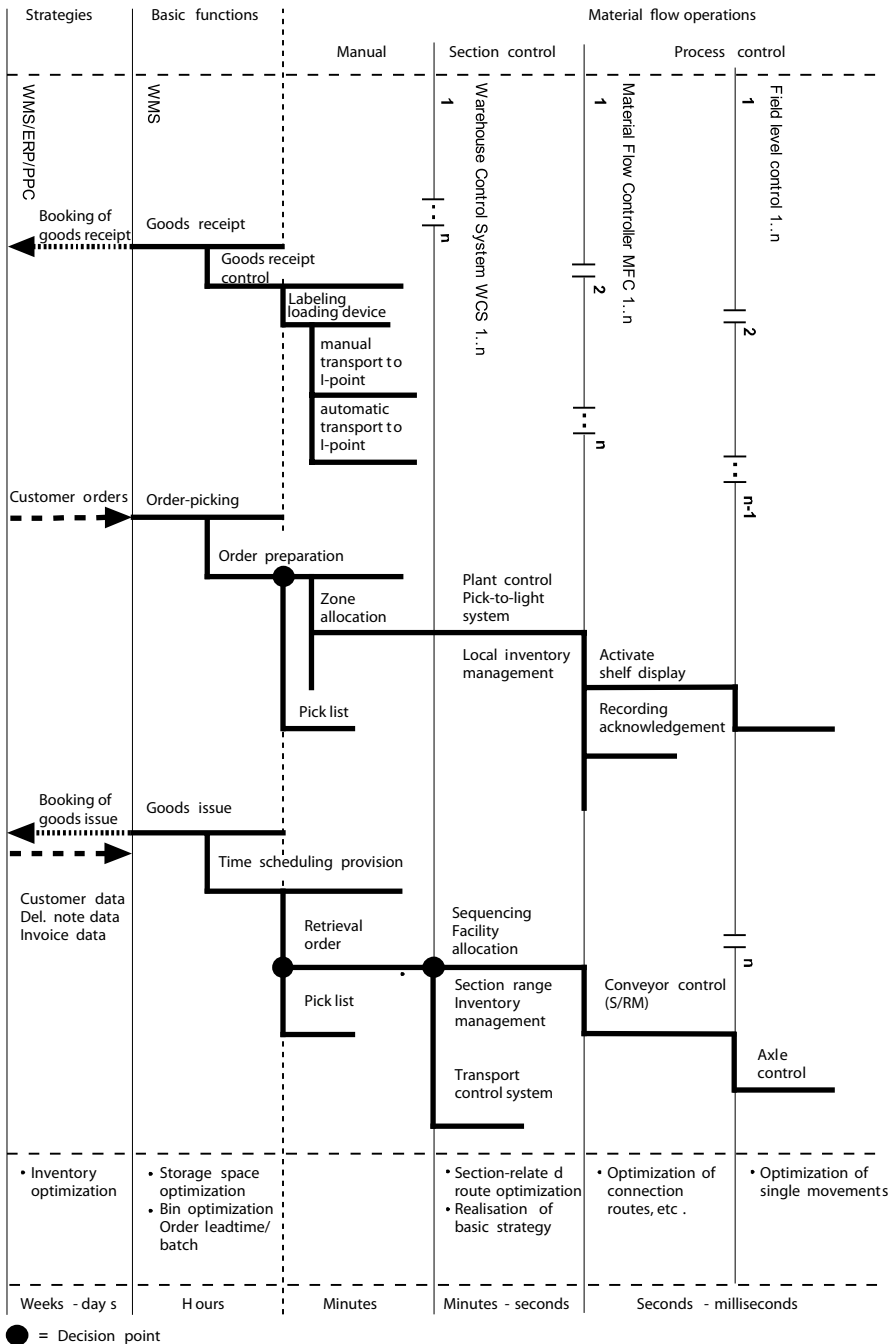 Strategies
Basic functions
Material flow operations
Manual
Section control
Process control
WMS/ERP/PPC
WMS
1
Warehouse Control System WCS 1..n
n
1
Material Flow Controller MFC 1..n
2
n
1
Field level control 1..n
2
n-1
n
Booking of
goods receipt
Goods receipt
Goods receipt
control
Labeling
loading device
manual
transport to
I-point
automatic
transport to
I-point
Customer orders
Order-picking
Order preparation
Zone
allocation
Plant control
Pick-to-light
system
Local inventory
management
Activate
shelf display
Recording
acknowledgement
Pick list
Booking of
goods issue
Goods issue
Time scheduling provision
Customer data
Del. note data
Invoice data
Retrieval
order
Sequencing
Facility
allocation
Pick list
Section range
Inventory
management
Conveyor control
(S/RM)
Transport
control system
Axle
control
• Inventory
optimization
• Storage space
optimization
• Bin optimization
Order leadtime/
batch
• Section-relate d
route optimization
• Realisation of
basic strategy
• Optimization of
connection
routes, etc .
• Optimization of
single movements
Weeks - day s
Hours
Minutes
Minutes - seconds
Seconds - milliseconds
= Decision point